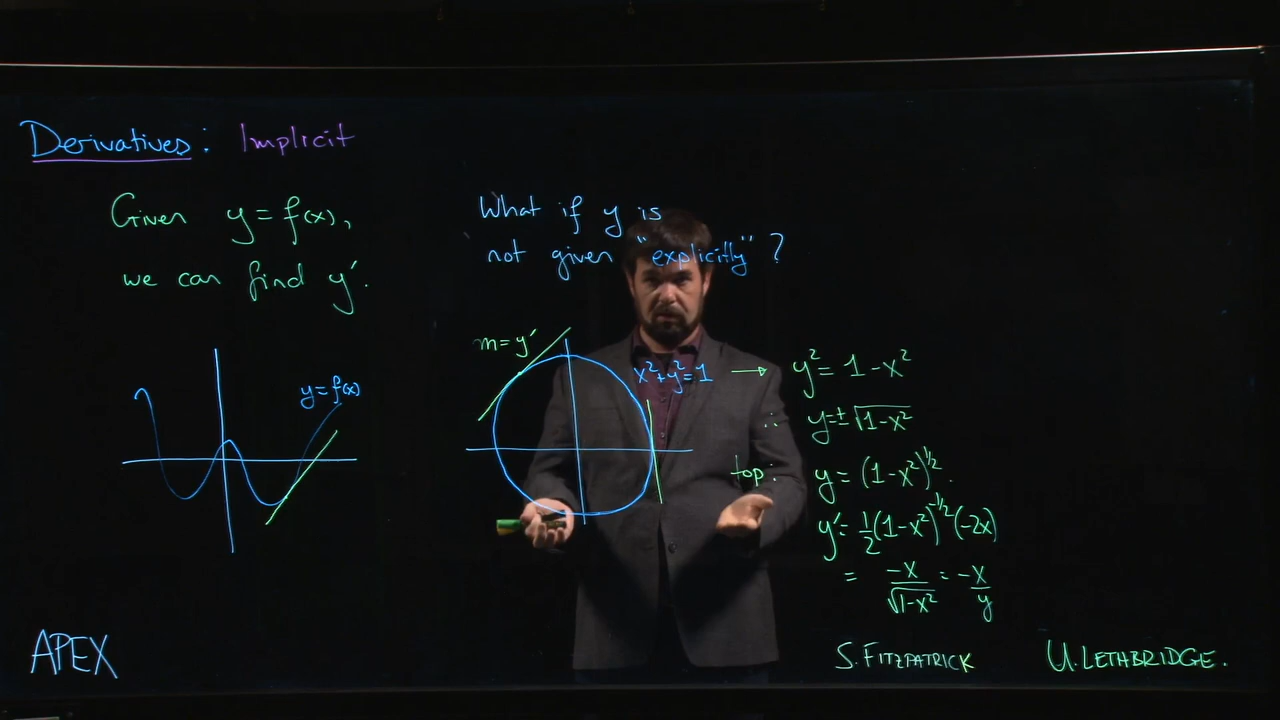 Derivatives: Implicit
Given y = f(x),
we can find y'.
y = f(x)
What if y is
not given "explicitly"?
m = y'
x² + y² = 1 → y² = 1 - x²
∴ y = ± √(1-x²)
top: y = (1-x²)^(1/2).
y' = 1/2 (1-x²)^(-1/2) (-2x)
= -x/√(1-x²) = -x/y
APEX
S. FITZPATRICK
U. LETHBRIDGE.